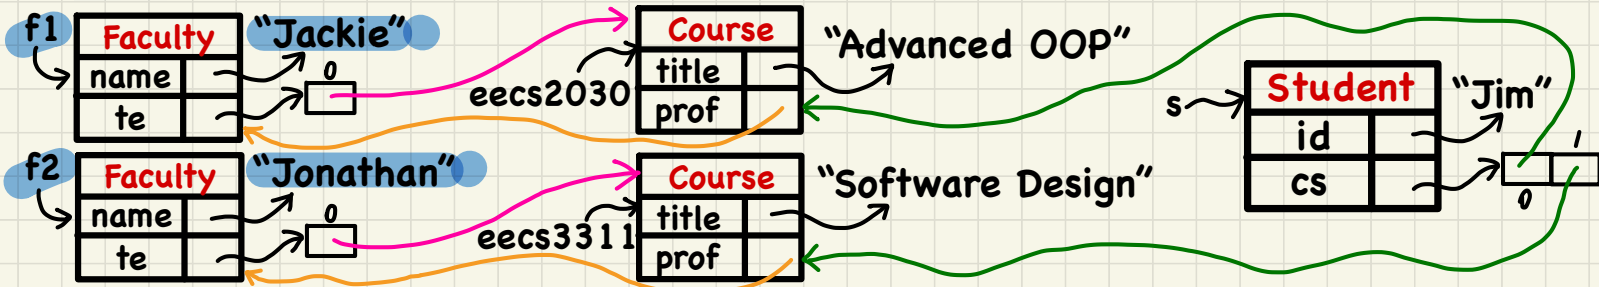 f1 Faculty "Jackie" Course "Advanced OOP"
name 0 title Student "Jim"
te eecs2030 prof s id 1
f2 Faculty "Jonathan" Course "Software Design" cs 0
name 0 title
te eecs3311 prof